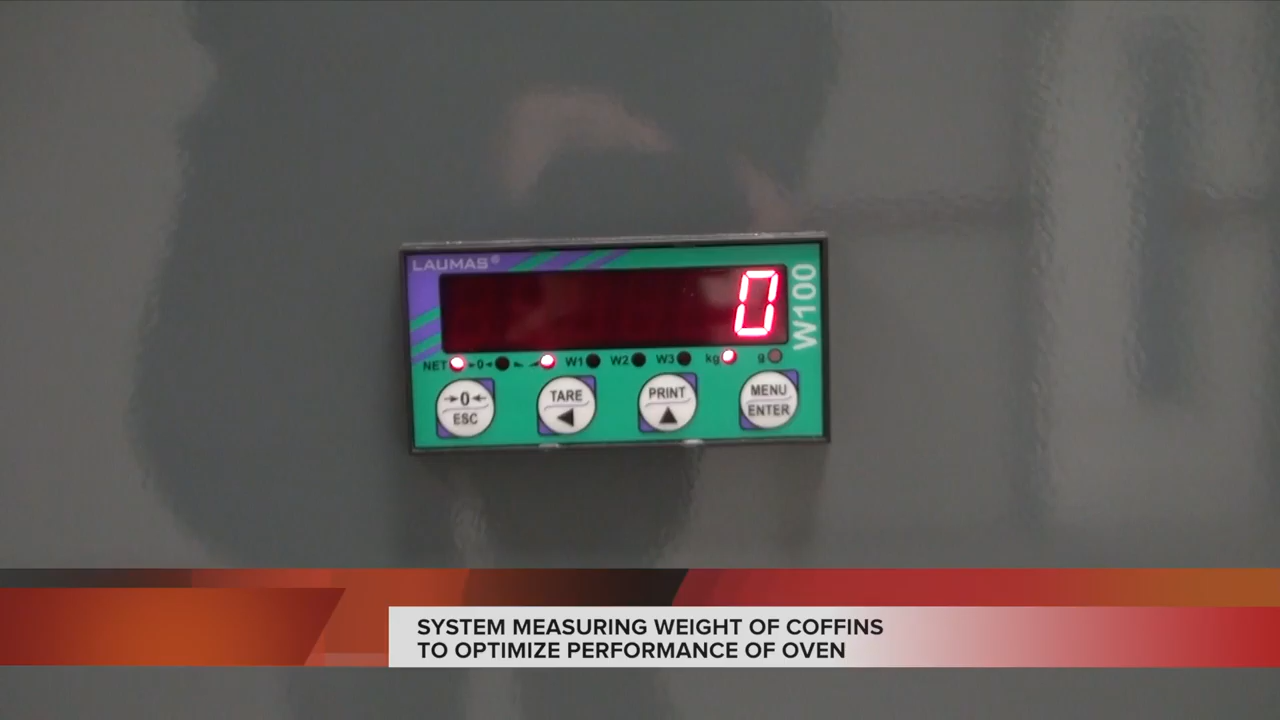 LAUMAS®
0
W100
NET →0← W1 W2 W3 kg g
→0← TARE PRINT MENU
ESC ENTER
SYSTEM MEASURING WEIGHT OF COFFINS
TO OPTIMIZE PERFORMANCE OF OVEN